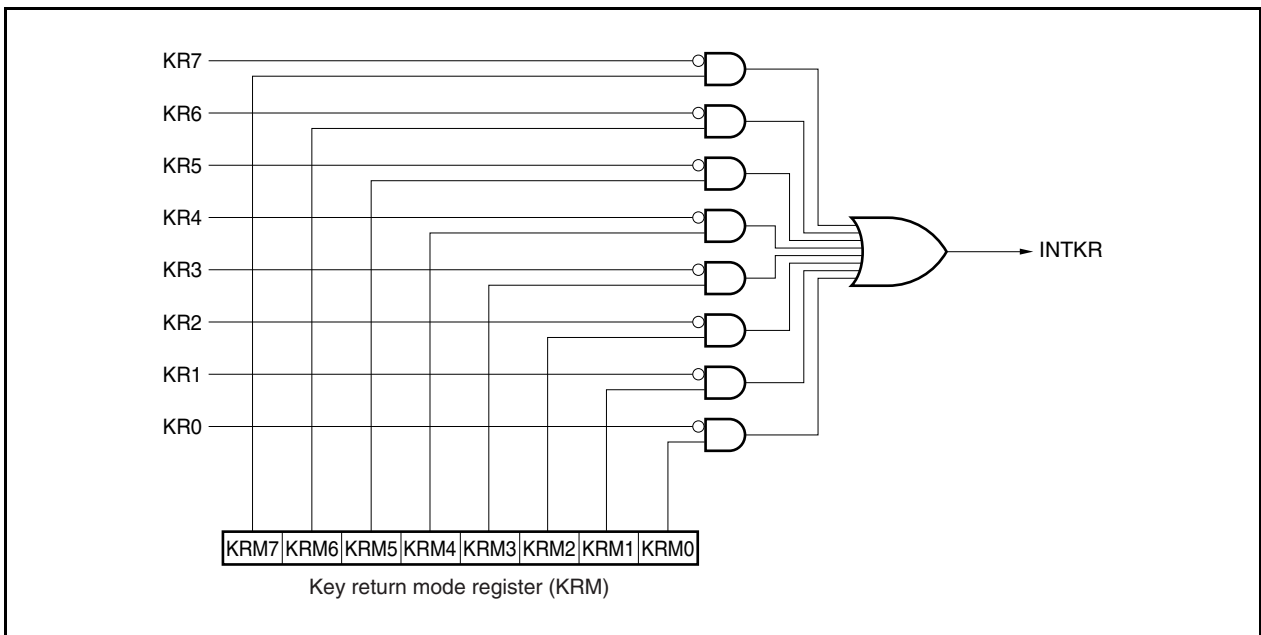 KR7
KR6
KR5
KR4
KR3
KR2
KR1
KR0
INTKR
KRM7 KRM6 KRM5 KRM4 KRM3 KRM2 KRM1 KRM0
Key return mode register (KRM)